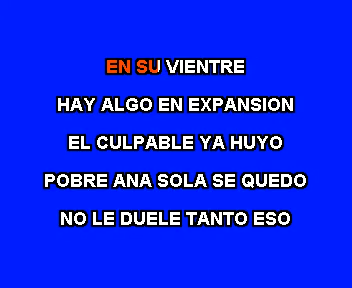 EN SU VIENTRE
HAY ALGO EN EXPANSION
EL CULPABLE YA HUYO
POBRE ANA SOLA SE QUEDO
NO LE DUELE TANTO ESO